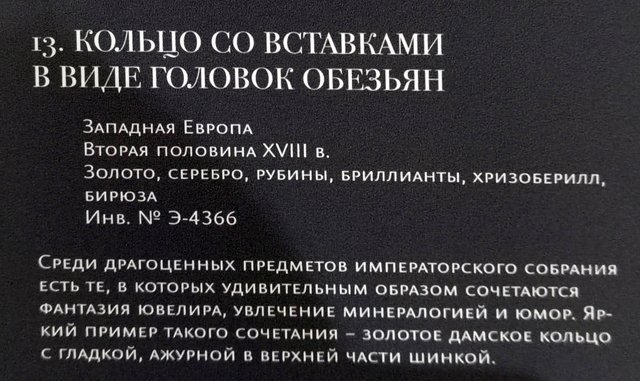 13. КОЛЬЦО СО ВСТАВКАМИ
В ВИДЕ ГОЛОВОК ОБЕЗЬЯН
Западная Европа
Вторая половина XVIII в.
Золото, серебро, рубины, бриллианты, хризоберилл,
бирюза
Инв. № Э-4366
Среди драгоценных предметов императорского собрания
есть те, в которых удивительным образом сочетаются
фантазия ювелира, увлечение минералогией и юмор. Яр-
кий пример такого сочетания – золотое дамское кольцо
с гладкой, ажурной в верхней части шинкой.